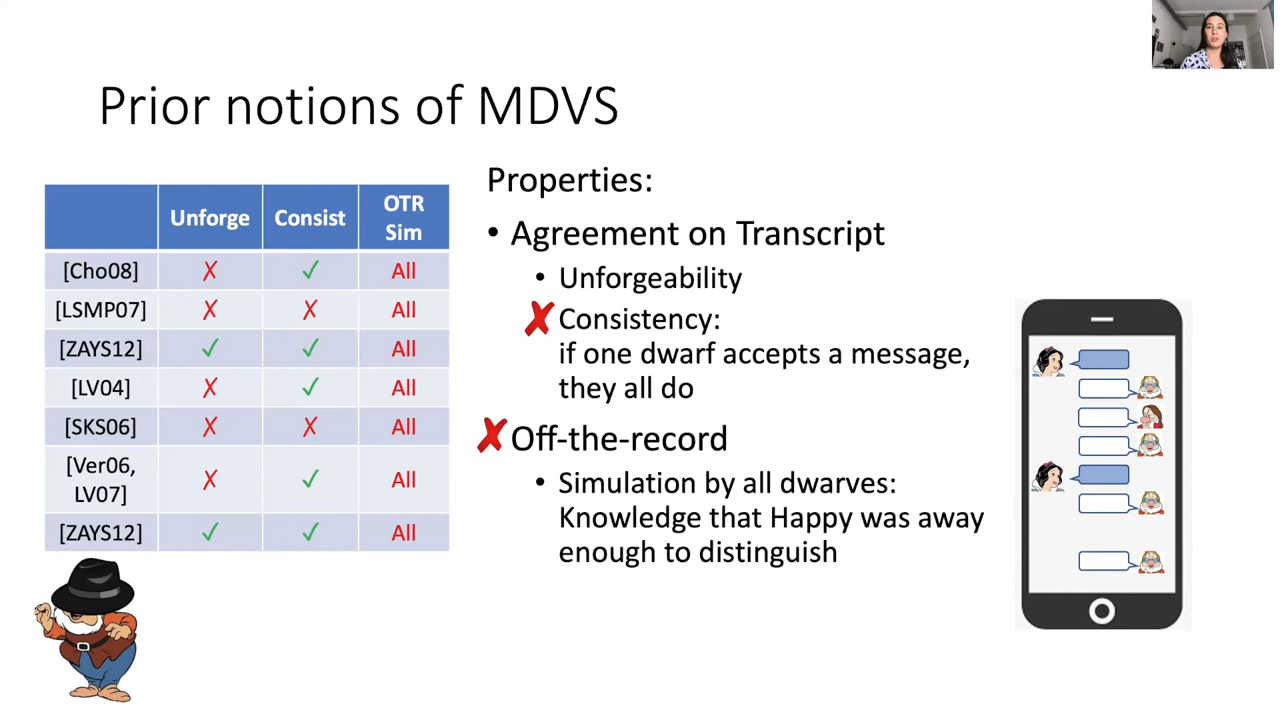 Prior notions of MDVS
Unforge Consist OTR Sim
[Cho08] ✗ ✓ All
[LSMP07] ✗ ✗ All
[ZAYS12] ✓ ✓ All
[LV04] ✗ ✓ All
[SKS06] ✗ ✗ All
[Ver06, LV07] ✗ ✓ All
[ZAYS12] ✓ ✓ All
Properties:
• Agreement on Transcript
• Unforgeability
✗ Consistency:
if one dwarf accepts a message,
they all do
✗ Off-the-record
• Simulation by all dwarves:
Knowledge that Happy was away
enough to distinguish